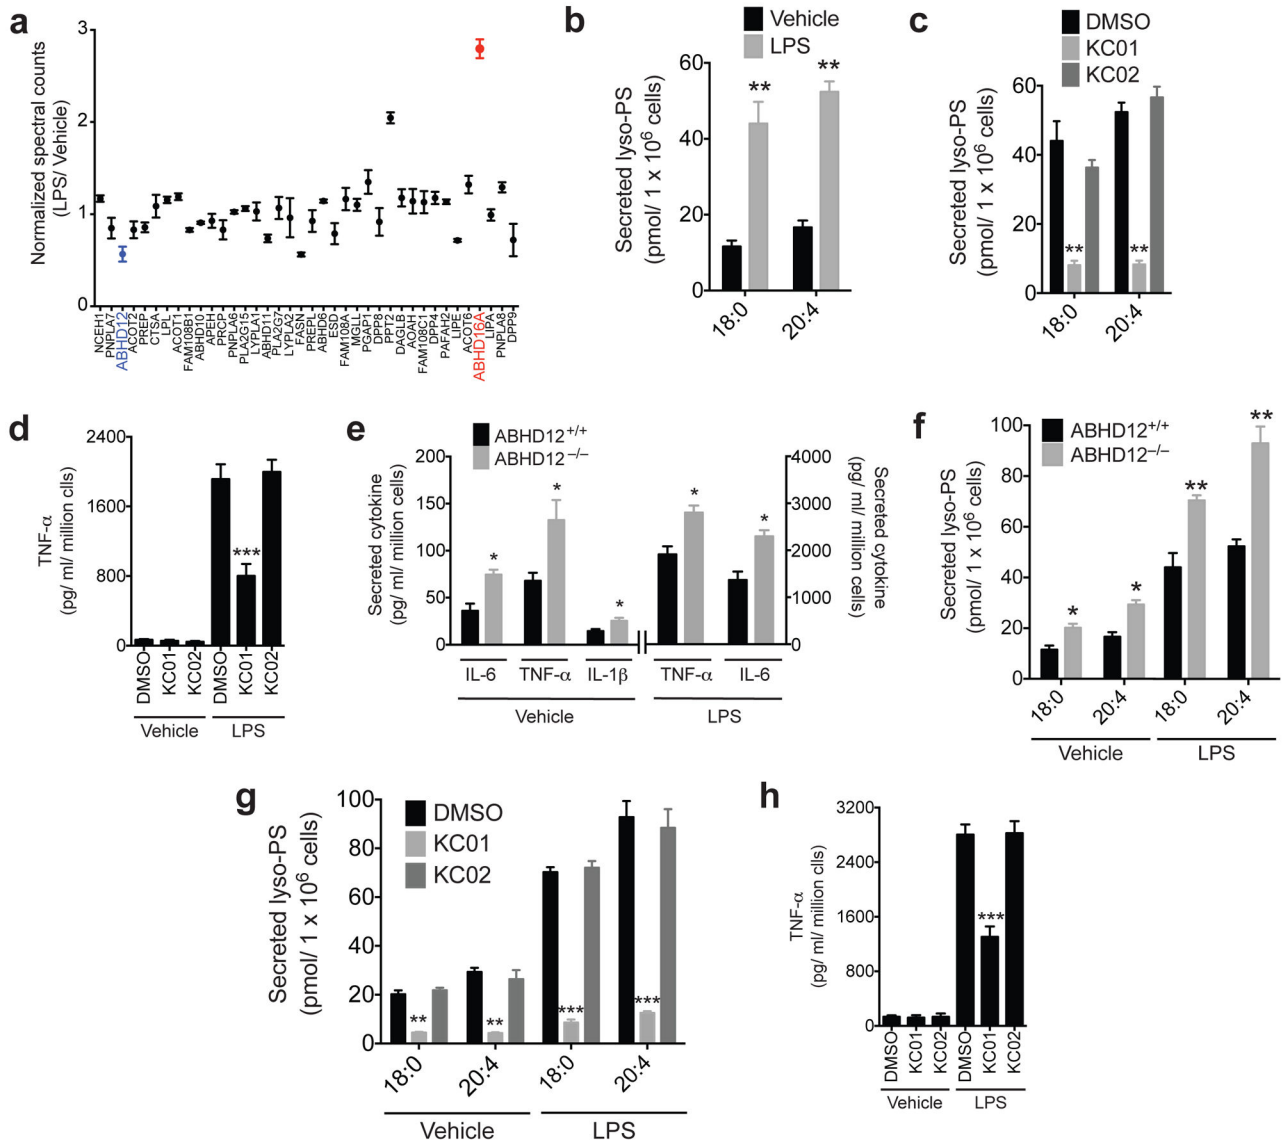 a
Normalized spectral counts
(LPS/ Vehicle)
3
2
1
0
NCEH1
PNPLA7
ABHD12
ACOT2
PREP
CTSA
LPL
ACOT1
FAM108B1
ABHD10
APEH
PRCP
PNPLA6
PLA2G15
LYPLA1
ABHD11
PLA2G7
LYPLA2
FASN
PREPL
ABHD6
ESD
FAM108A
MGLL
PGAP1
DPP8
PPT2
DAGLB
AOAH
FAM108C1
DPP4
PAFAH2
LIPE
ACOT6
ABHD16A
LIPA
PNPLA8
DPP9
b
Vehicle
LPS
Secreted lyso-PS
(pmol/ 1 x 10⁶ cells)
60
40
20
0
**
**
18:0
20:4
c
DMSO
KC01
KC02
Secreted lyso-PS
(pmol/ 1 x 10⁶ cells)
60
40
20
0
**
**
18:0
20:4
d
TNF-α
(pg/ ml/ million clls)
2400
1600
800
0
***
DMSO
KC01
KC02
DMSO
KC01
KC02
Vehicle
LPS
e
ABHD12⁺/⁺
ABHD12⁻/⁻
Secreted cytokine
(pg/ ml/ million cells)
200
150
100
50
0
*
*
*
*
*
4000
3000
2000
1000
0
Secreted cytokine
(pg/ ml/ million cells)
IL-6
TNF-α
IL-1β
TNF-α
IL-6
Vehicle
LPS
f
ABHD12⁺/⁺
ABHD12⁻/⁻
Secreted lyso-PS
(pmol/ 1 x 10⁶ cells)
100
80
60
40
20
0
*
*
**
**
18:0
20:4
18:0
20:4
Vehicle
LPS
g
DMSO
KC01
KC02
Secreted lyso-PS
(pmol/ 1 x 10⁶ cells)
100
80
60
40
20
0
**
**
***
***
18:0
20:4
18:0
20:4
Vehicle
LPS
h
TNF-α
(pg/ ml/ million clls)
3200
2400
1600
800
0
***
DMSO
KC01
KC02
DMSO
KC01
KC02
Vehicle
LPS